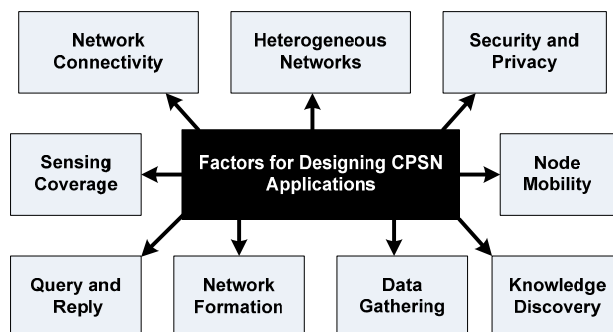 Network
Connectivity
Heterogeneous
Networks
Security and
Privacy
Sensing
Coverage
Factors for Designing CPSN
Applications
Node
Mobility
Query and
Reply
Network
Formation
Data
Gathering
Knowledge
Discovery